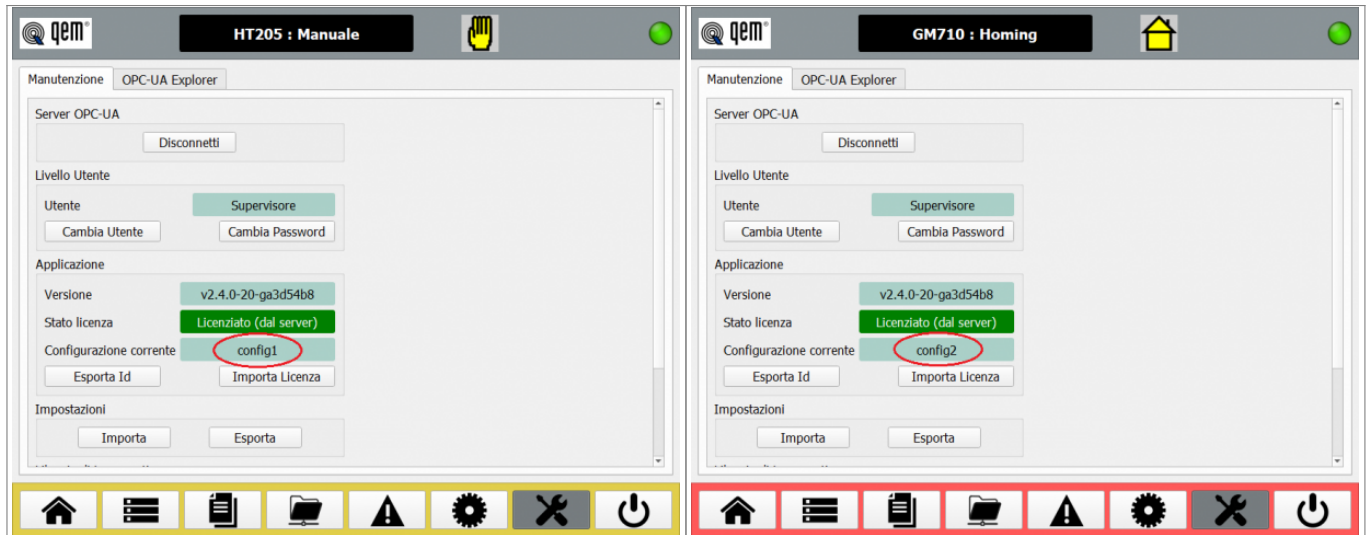 qem®
HT205 : Manuale
Manutenzione
OPC-UA Explorer
Server OPC-UA
Disconnetti
Livello Utente
Utente
Supervisore
Cambia Utente
Cambia Password
Applicazione
Versione
v2.4.0-20-ga3d54b8
Stato licenza
Licenziato (dal server)
Configurazione corrente
config1
Esporta Id
Importa Licenza
Impostazioni
Importa
Esporta
qem®
GM710 : Homing
Manutenzione
OPC-UA Explorer
Server OPC-UA
Disconnetti
Livello Utente
Utente
Supervisore
Cambia Utente
Cambia Password
Applicazione
Versione
v2.4.0-20-ga3d54b8
Stato licenza
Licenziato (dal server)
Configurazione corrente
config2
Esporta Id
Importa Licenza
Impostazioni
Importa
Esporta